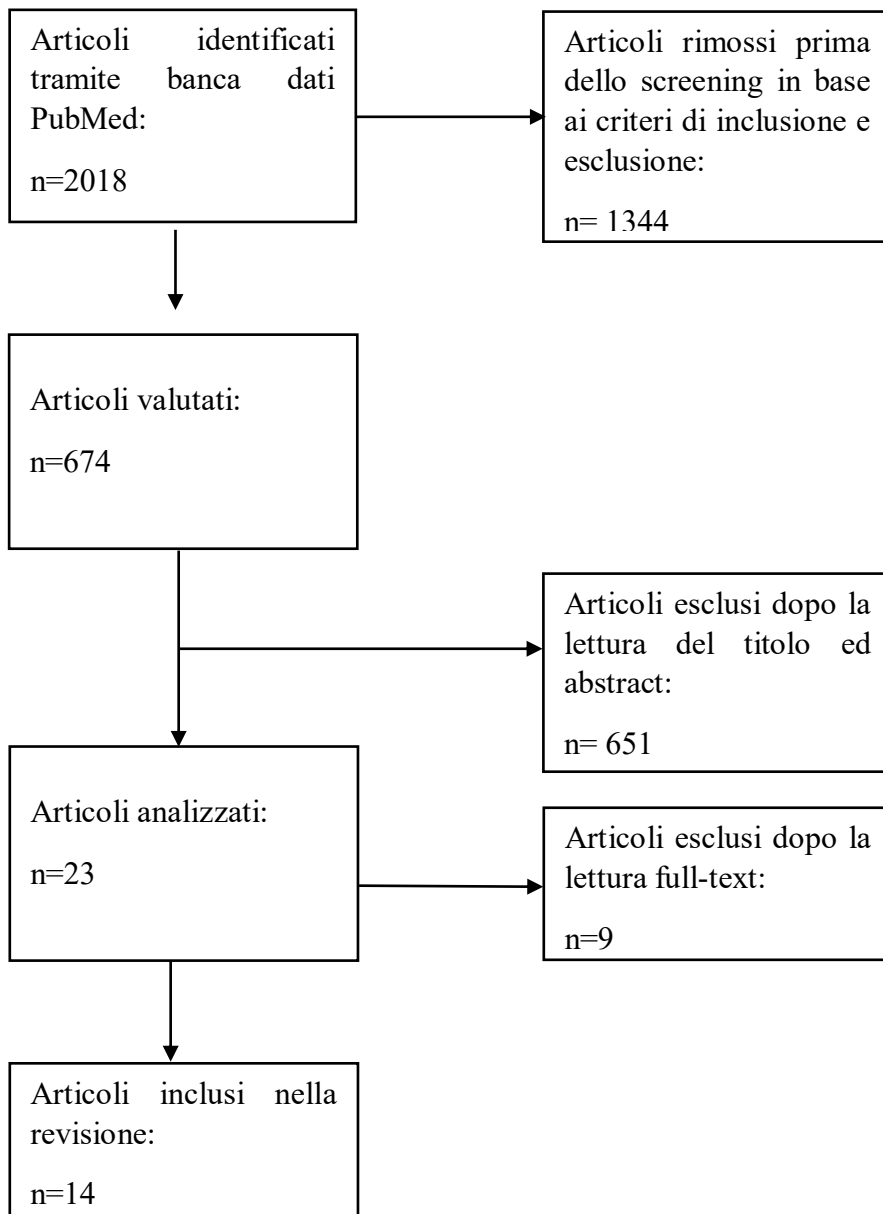 Articoli identificati
tramite banca dati
PubMed:
n=2018
Articoli rimossi prima
dello screening in base
ai criteri di inclusione e
esclusione:
n= 1344
Articoli valutati:
n=674
Articoli esclusi dopo la
lettura del titolo ed
abstract:
n= 651
Articoli analizzati:
n=23
Articoli esclusi dopo la
lettura full-text:
n=9
Articoli inclusi nella
revisione:
n=14